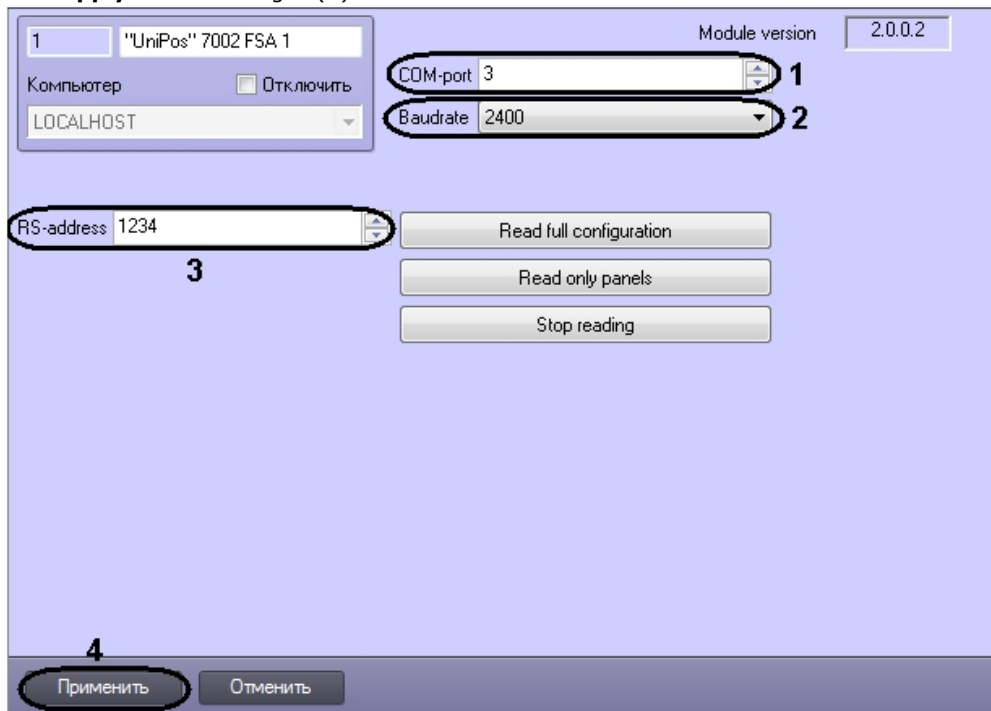 1 "UniPos" 7002 FSA 1 Module version 2.0.0.2
Компьютер Отключить COM-port 3 1
LOCALHOST Baudrate 2400 2
RS-address 1234 Read full configuration
3 Read only panels
Stop reading
4
Применить Отменить